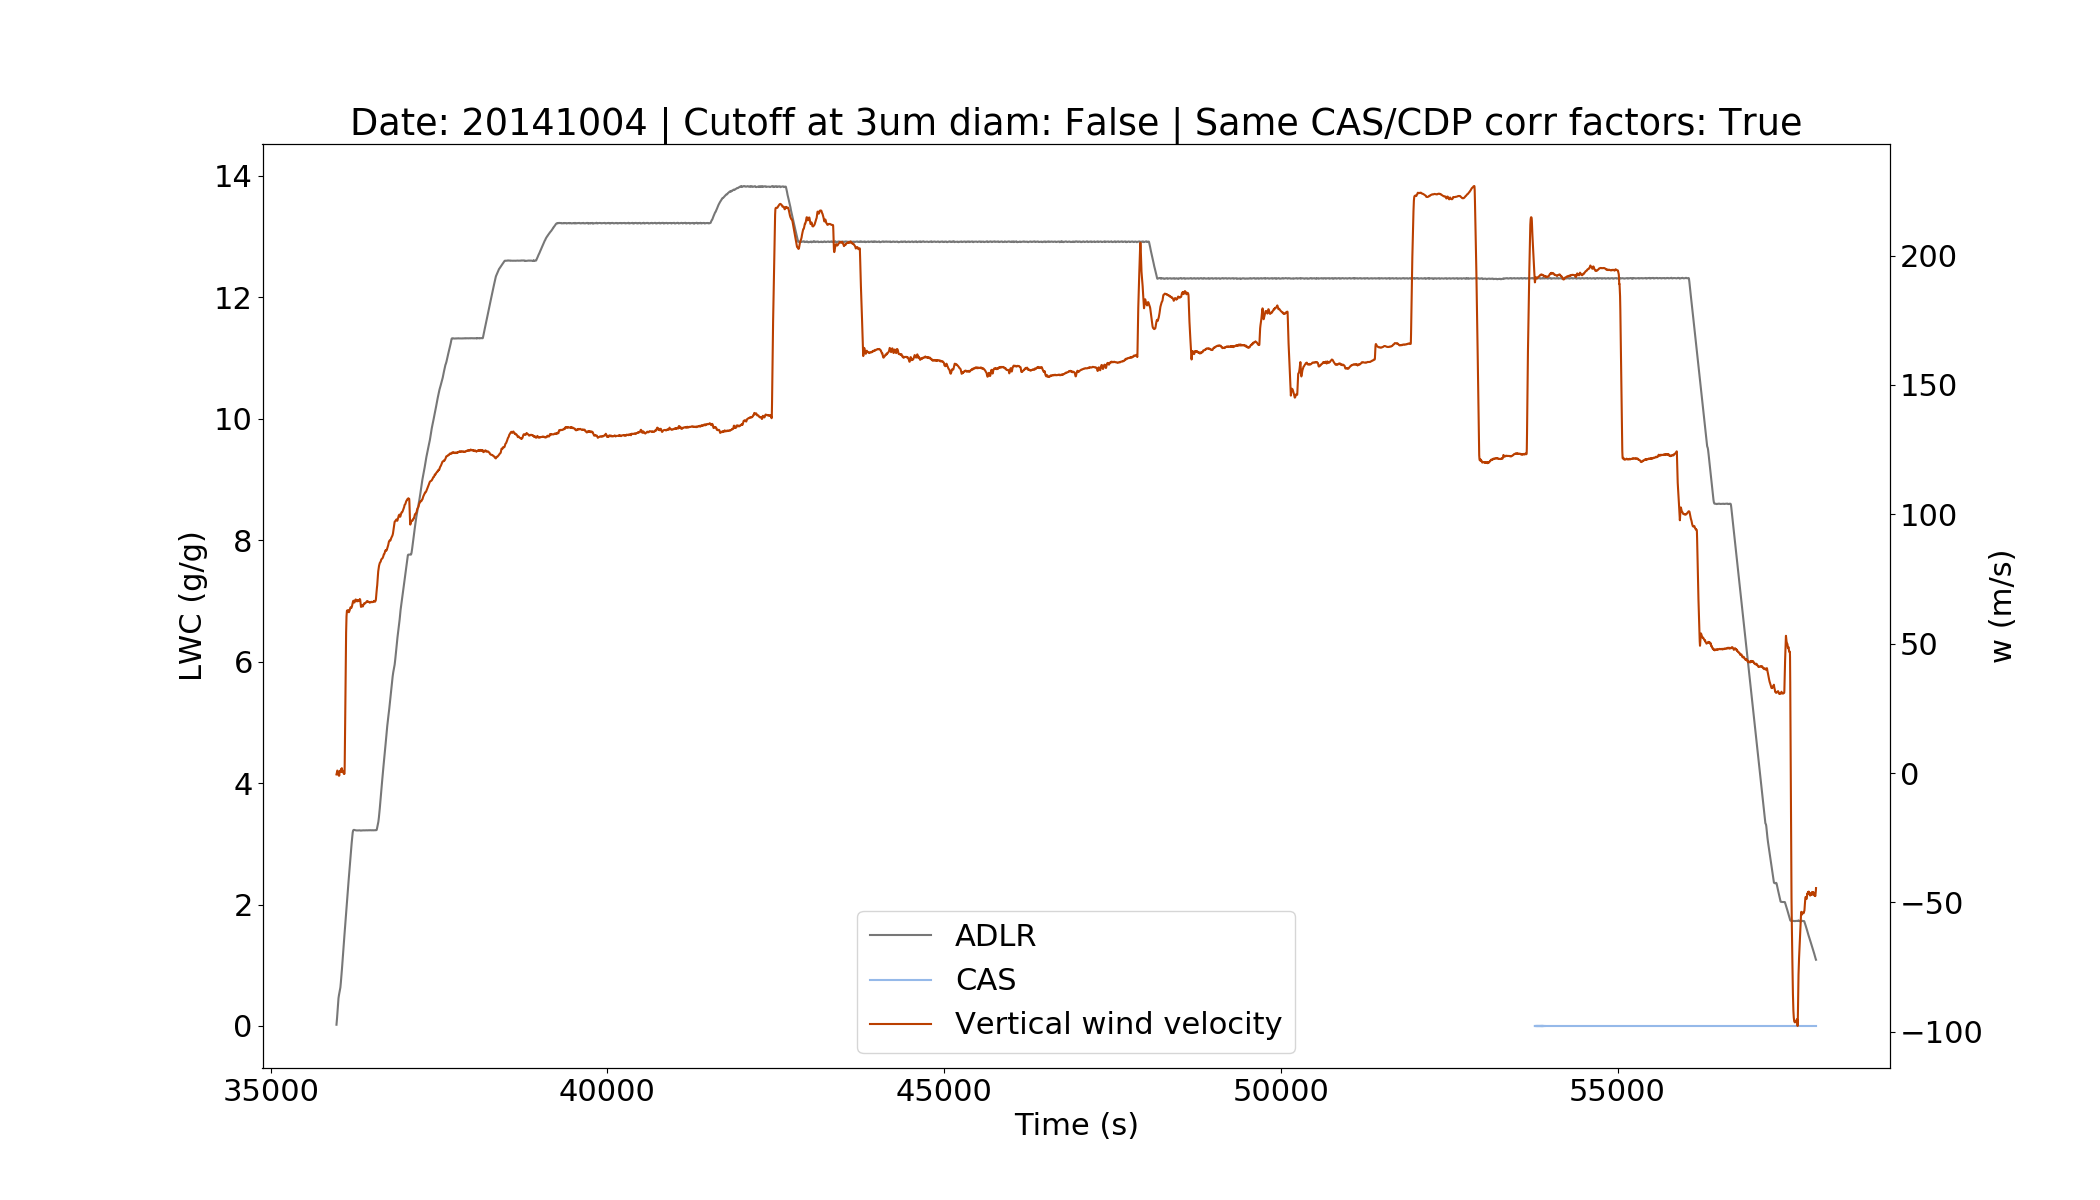 Date: 20141004 | Cutoff at 3um diam: False | Same CAS/CDP corr factors: True
14
12
10
8
6
4
2
0
LWC (g/g)
200
150
100
50
0
−50
−100
w (m/s)
ADLR
CAS
Vertical wind velocity
35000
40000
45000
50000
55000
Time (s)